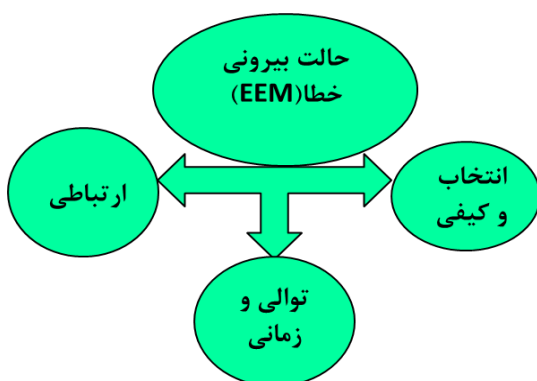 حالت بیرونی
خطا(EEM)
انتخاب
و کیفی
ارتباطی
توالی و
زمانی